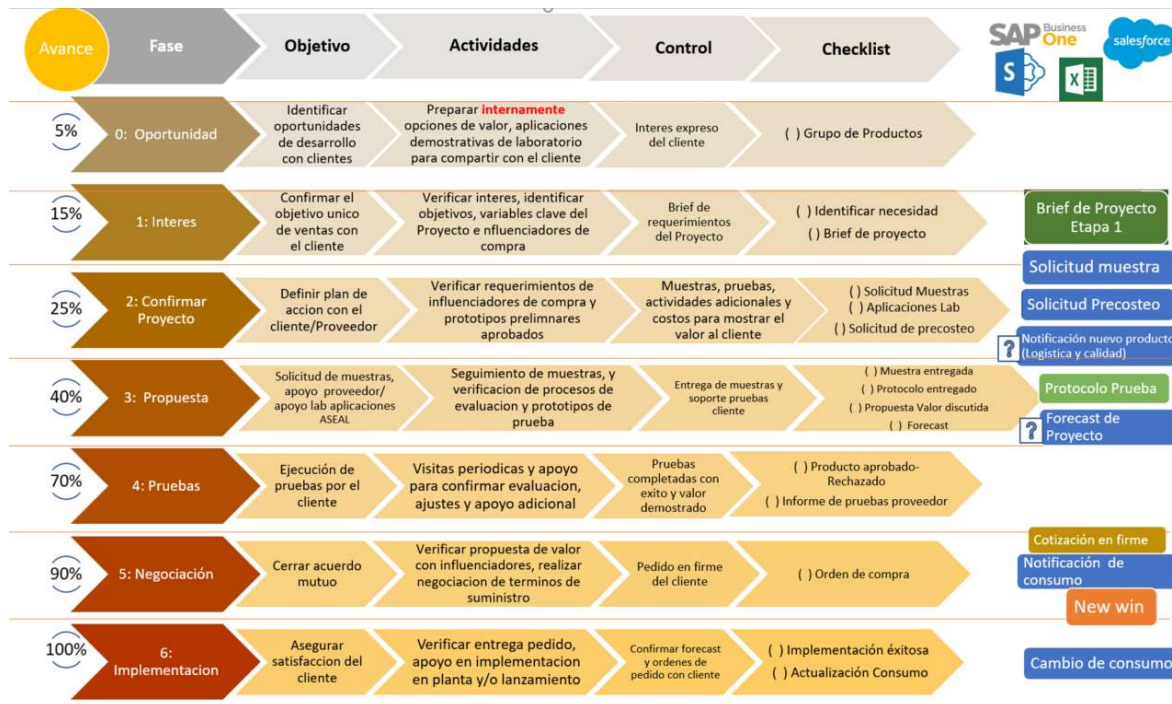 Avance
Fase
Objetivo
Actividades
Control
Checklist
SAP Business
One
salesforce
S
X
5%
0: Oportunidad
Identificar
oportunidades
de desarrollo
con clientes
Preparar internamente
opciones de valor, aplicaciones
demostrativas de laboratorio
para compartir con el cliente
Interes expreso
del cliente
( ) Grupo de Productos
15%
1: Interes
Confirmar el
objetivo unico
de ventas con
el cliente
Verificar interes, identificar
objetivos, variables clave del
Proyecto e nfluenciadores de
compra
Brief de
requerimientos
del Proyecto
( ) Identificar necesidad
( ) Brief de proyecto
Brief de Proyecto
Etapa 1
25%
2: Confirmar
Proyecto
Definir plan de
accion con el
cliente/Proveedor
Verificar requerimientos de
influenciadores de compra y
prototipos prelimnares
aprobados
Muestras, pruebas,
actividades adicionales y
costos para mostrar el
valor al cliente
( ) Solicitud Muestras
( ) Aplicaciones Lab
( ) Solicitud de precosteo
Solicitud muestra
Solicitud Precosteo
? Notificación nuevo producto
(Logistica y calidad)
40%
3: Propuesta
Solicitud de muestras,
apoyo proveedor/
apoyo lab aplicaciones
ASEAL
Seguimiento de muestras, y
verificacion de procesos de
evaluacion y prototipos de
prueba
Entrega de muestras y
soporte pruebas
cliente
( ) Muestra entregada
( ) Protocolo entregado
( ) Propuesta Valor discutida
( ) Forecast
Protocolo Prueba
? Forecast de
Proyecto
70%
4: Pruebas
Ejecución de
pruebas por el
cliente
Visitas periodicas y apoyo
para confirmar evaluacion,
ajustes y apoyo adicional
Pruebas
completadas con
exito y valor
demostrado
( ) Producto aprobado-
Rechazado
( ) Informe de pruebas proveedor
90%
5: Negociación
Cerrar acuerdo
mutuo
Verificar propuesta de valor
con influenciadores, realizar
negociacion de terminos de
suministro
Pedido en firme
del cliente
( ) Orden de compra
Cotización en firme
Notificación de
consumo
New win
100%
6:
Implementacion
Asegurar
satisfaccion del
cliente
Verificar entrega pedido,
apoyo en implementacion
en planta y/o lanzamiento
Confirmar forecast
y ordenes de
pedido con cliente
( ) Implementación éxitosa
( ) Actualización Consumo
Cambio de consumo